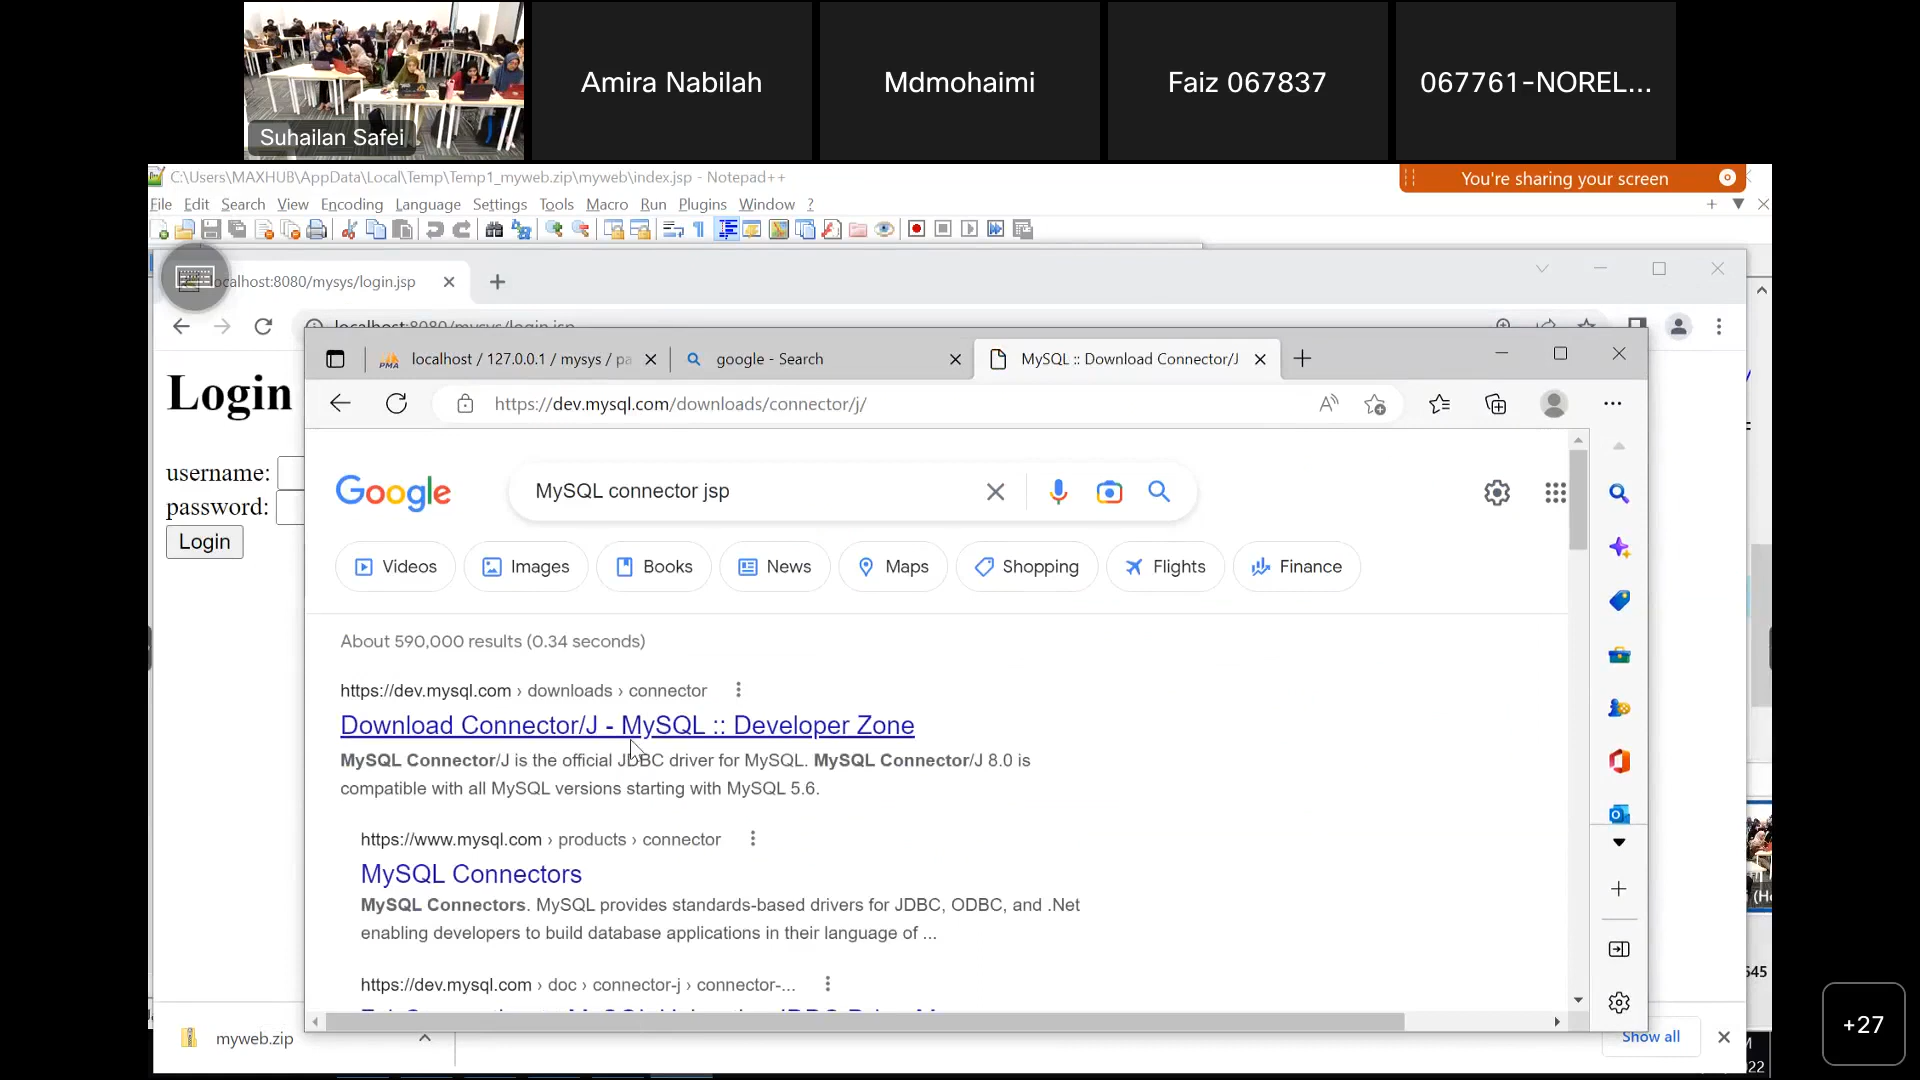 Suhailan Safei
Amira Nabilah
Mdmohaimi
Faiz 067837
067761-NOREL...
C:\Users\MAXHUB\AppData\Local\Temp\Temp1_myweb.zip\myweb\index.jsp - Notepad++
You're sharing your screen
File Edit Search View Encoding Language Settings Tools Macro Run Plugins Window ?
localhost:8080/mysys/login.jsp
localhost:8080/mysys/login.jsp
Login
username:
password:
Login
PMA localhost / 127.0.0.1 / mysys / pa
google - Search
MySQL :: Download Connector/J
https://dev.mysql.com/downloads/connector/j/
Google
MySQL connector jsp
Videos
Images
Books
News
Maps
Shopping
Flights
Finance
About 590,000 results (0.34 seconds)
https://dev.mysql.com › downloads › connector
Download Connector/J - MySQL :: Developer Zone
MySQL Connector/J is the official JDBC driver for MySQL. MySQL Connector/J 8.0 is
compatible with all MySQL versions starting with MySQL 5.6.
https://www.mysql.com › products › connector
MySQL Connectors
MySQL Connectors. MySQL provides standards-based drivers for JDBC, ODBC, and .Net
enabling developers to build database applications in their language of ...
https://dev.mysql.com › doc › connector-j › connector-...
myweb.zip
Show all
+27